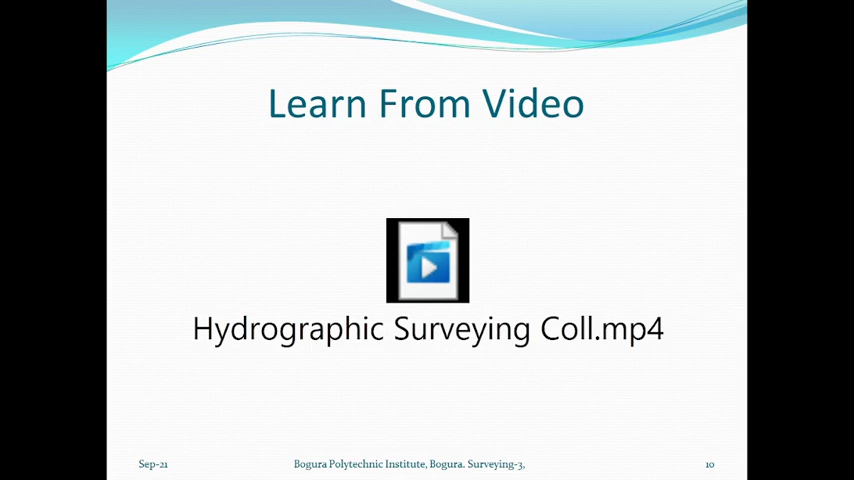 Learn From Video
Hydrographic Surveying Coll.mp4
Sep-21
Bogura Polytechnic Institute, Bogura. Surveying-3,
10